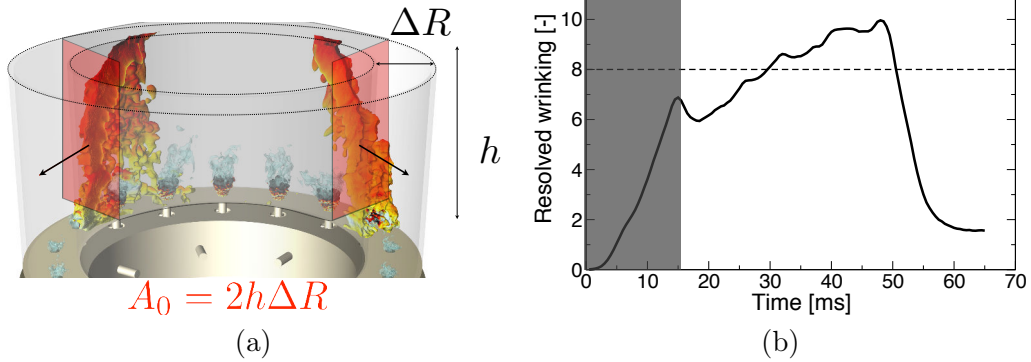 ΔR
h
A₀ = 2hΔR
(a)
Resolved wrinking [-]
10
8
6
4
2
0
0 10 20 30 40 50 60 70
Time [ms]
(b)